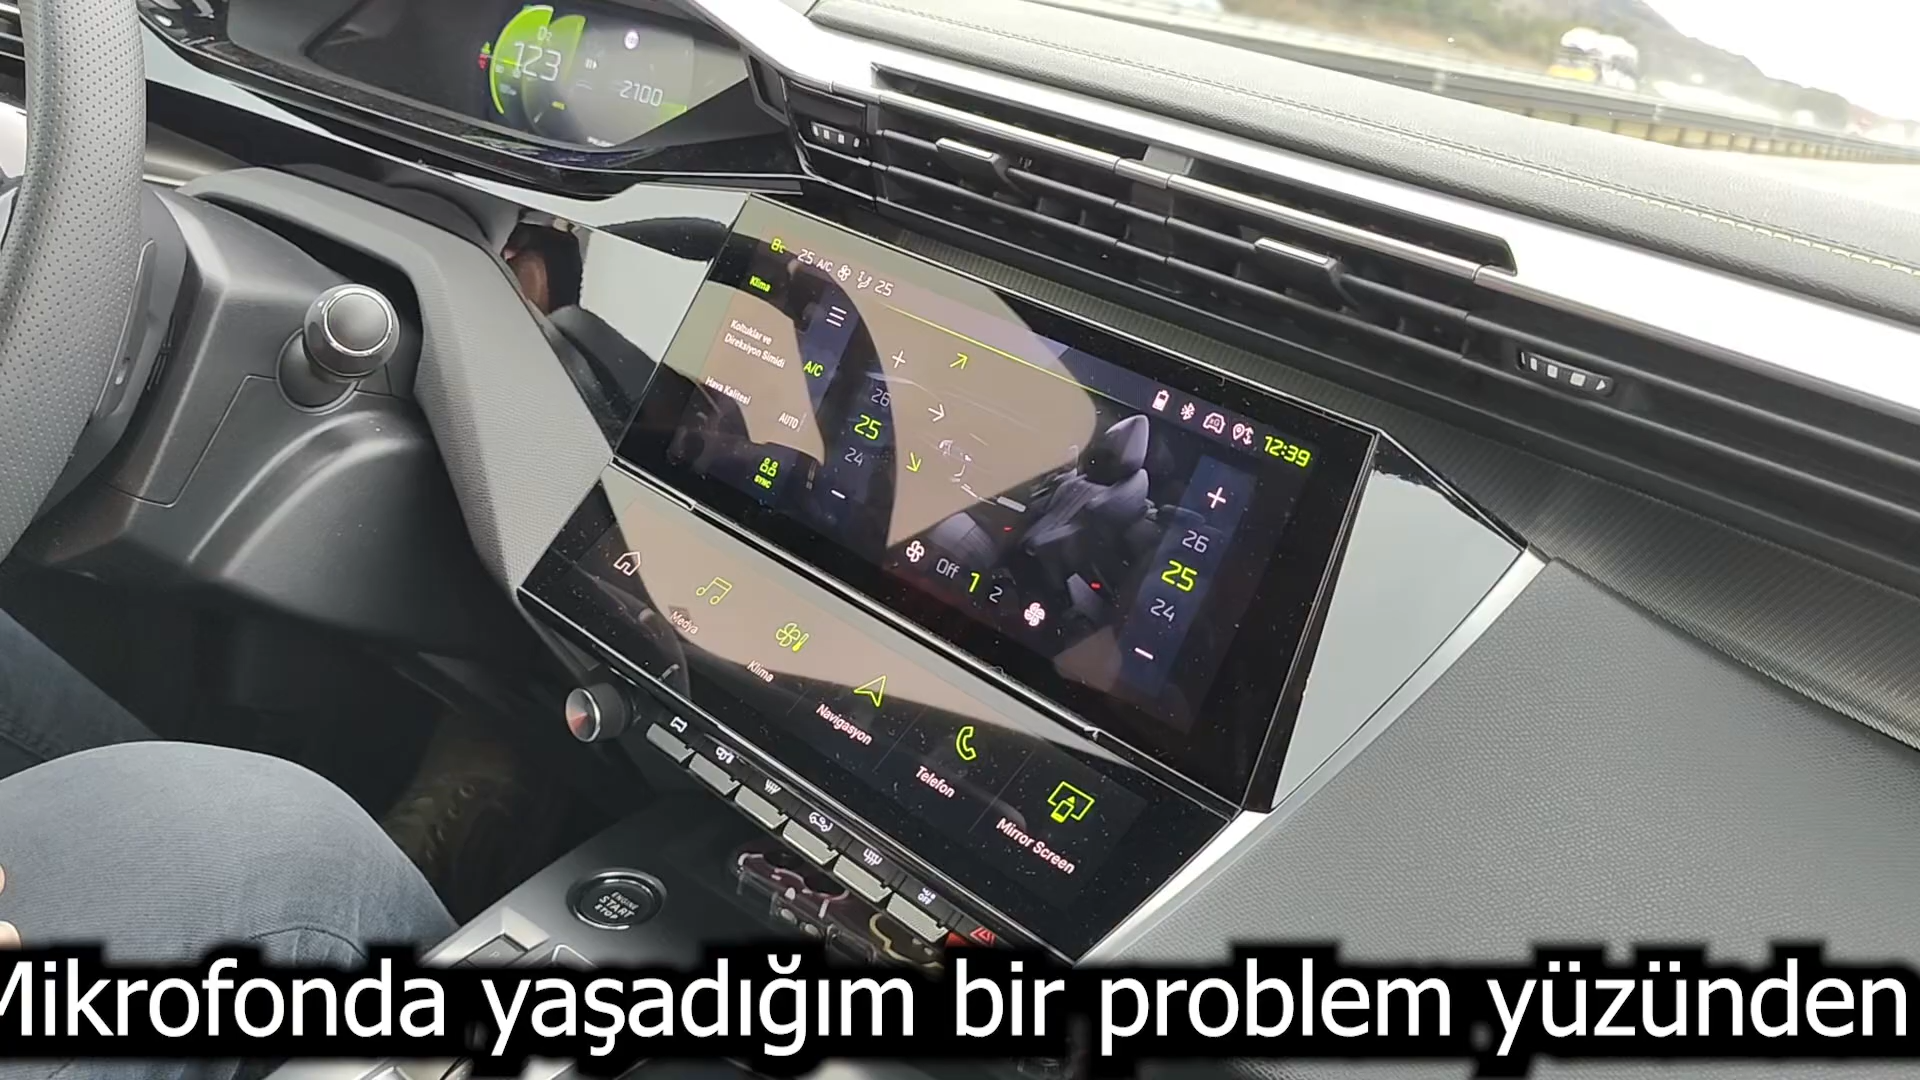 123
2100
25 A/C 25
Klima
Koltuklar ve
Direksiyon Simidi
Hava Kalitesi
A/C
AUTO
SYNC
26
25
24
12:39
26
25
24
Off 1 2
Medya
Klima
Navigasyon
Telefon
Mirror Screen
OFF
ENGINE
START
STOP
Mikrofonda yaşadığım bir problem yüzünden